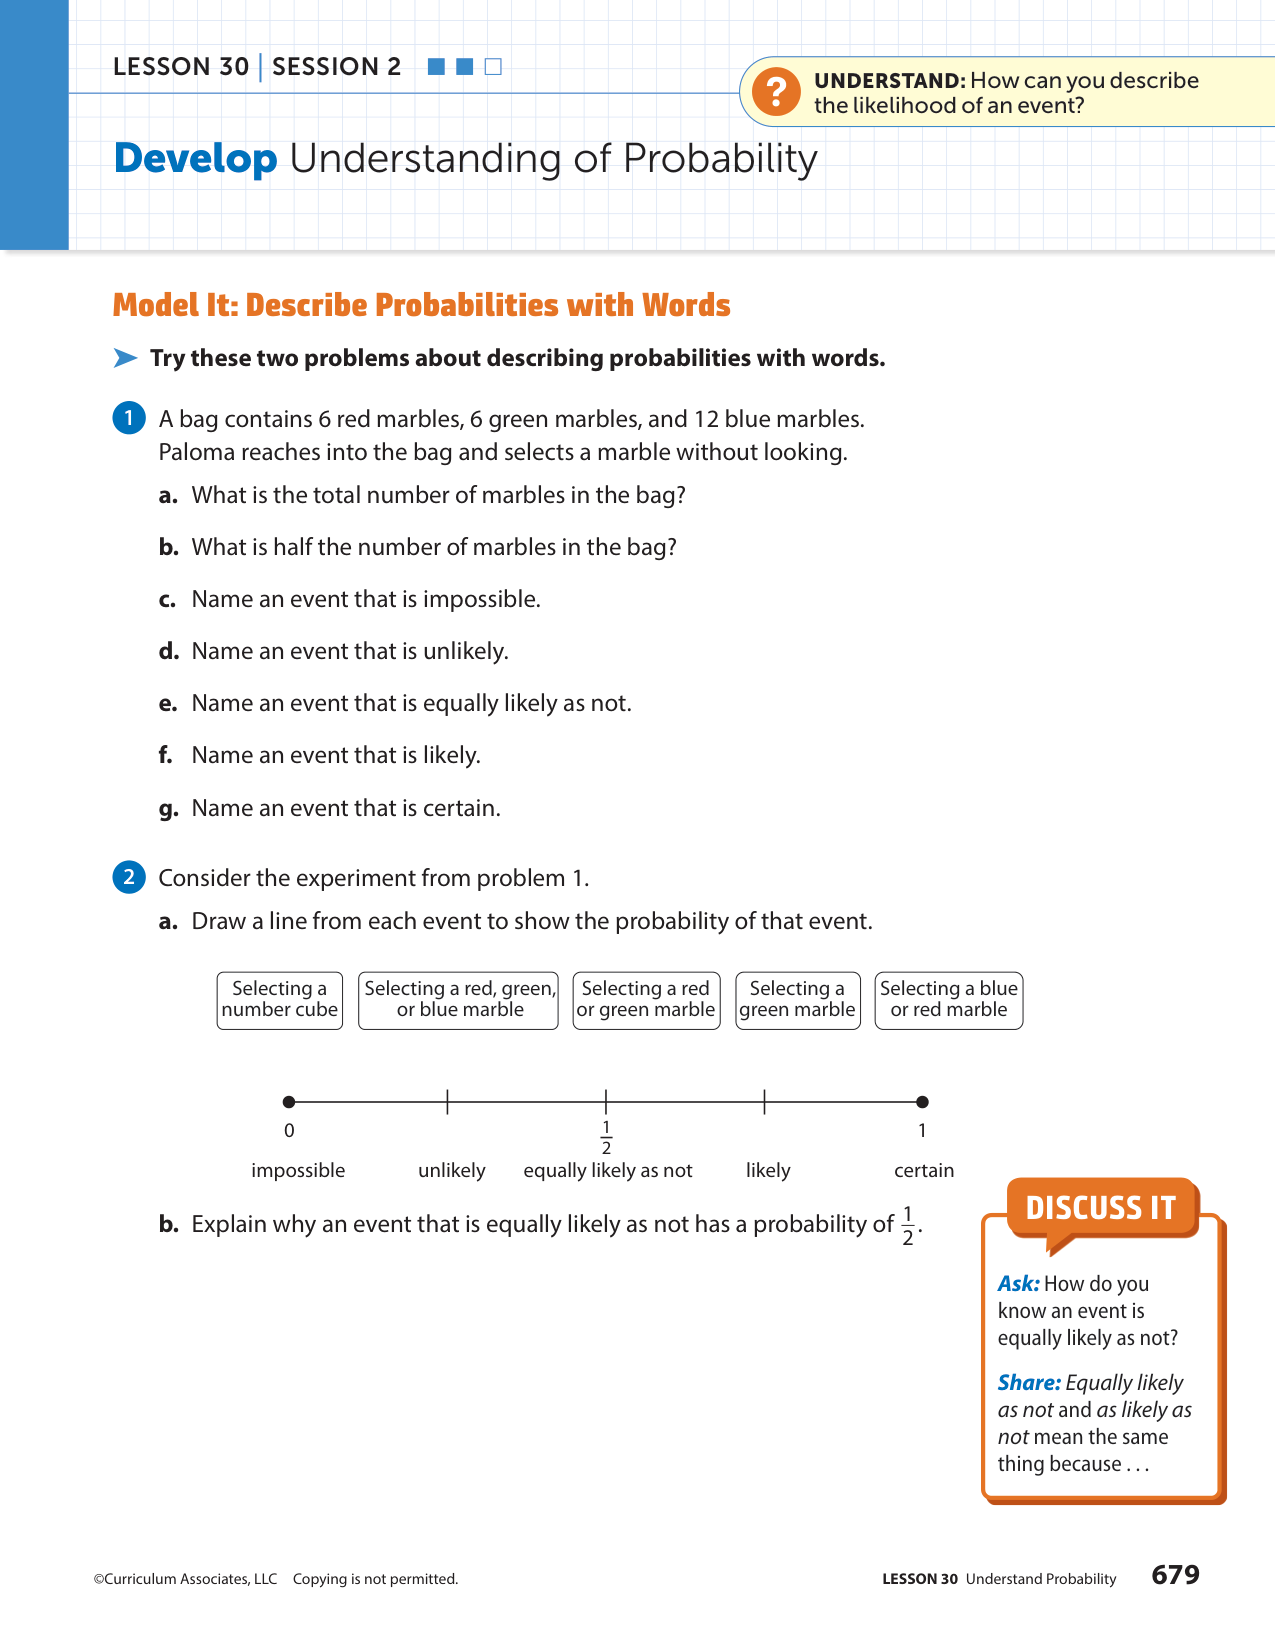 LESSON 30 | SESSION 2
? UNDERSTAND: How can you describe
the likelihood of an event?
Develop Understanding of Probability
Model It: Describe Probabilities with Words
Try these two problems about describing probabilities with words.
1 A bag contains 6 red marbles, 6 green marbles, and 12 blue marbles.
Paloma reaches into the bag and selects a marble without looking.
a. What is the total number of marbles in the bag?
b. What is half the number of marbles in the bag?
c. Name an event that is impossible.
d. Name an event that is unlikely.
e. Name an event that is equally likely as not.
f. Name an event that is likely.
g. Name an event that is certain.
2 Consider the experiment from problem 1.
a. Draw a line from each event to show the probability of that event.
Selecting a
number cube
Selecting a red, green,
or blue marble
Selecting a red
or green marble
Selecting a
green marble
Selecting a blue
or red marble
0 1/2 1
impossible unlikely equally likely as not likely certain
b. Explain why an event that is equally likely as not has a probability of 1/2.
DISCUSS IT
Ask: How do you
know an event is
equally likely as not?
Share: Equally likely
as not and as likely as
not mean the same
thing because . . .
©Curriculum Associates, LLC Copying is not permitted.
LESSON 30 Understand Probability 679